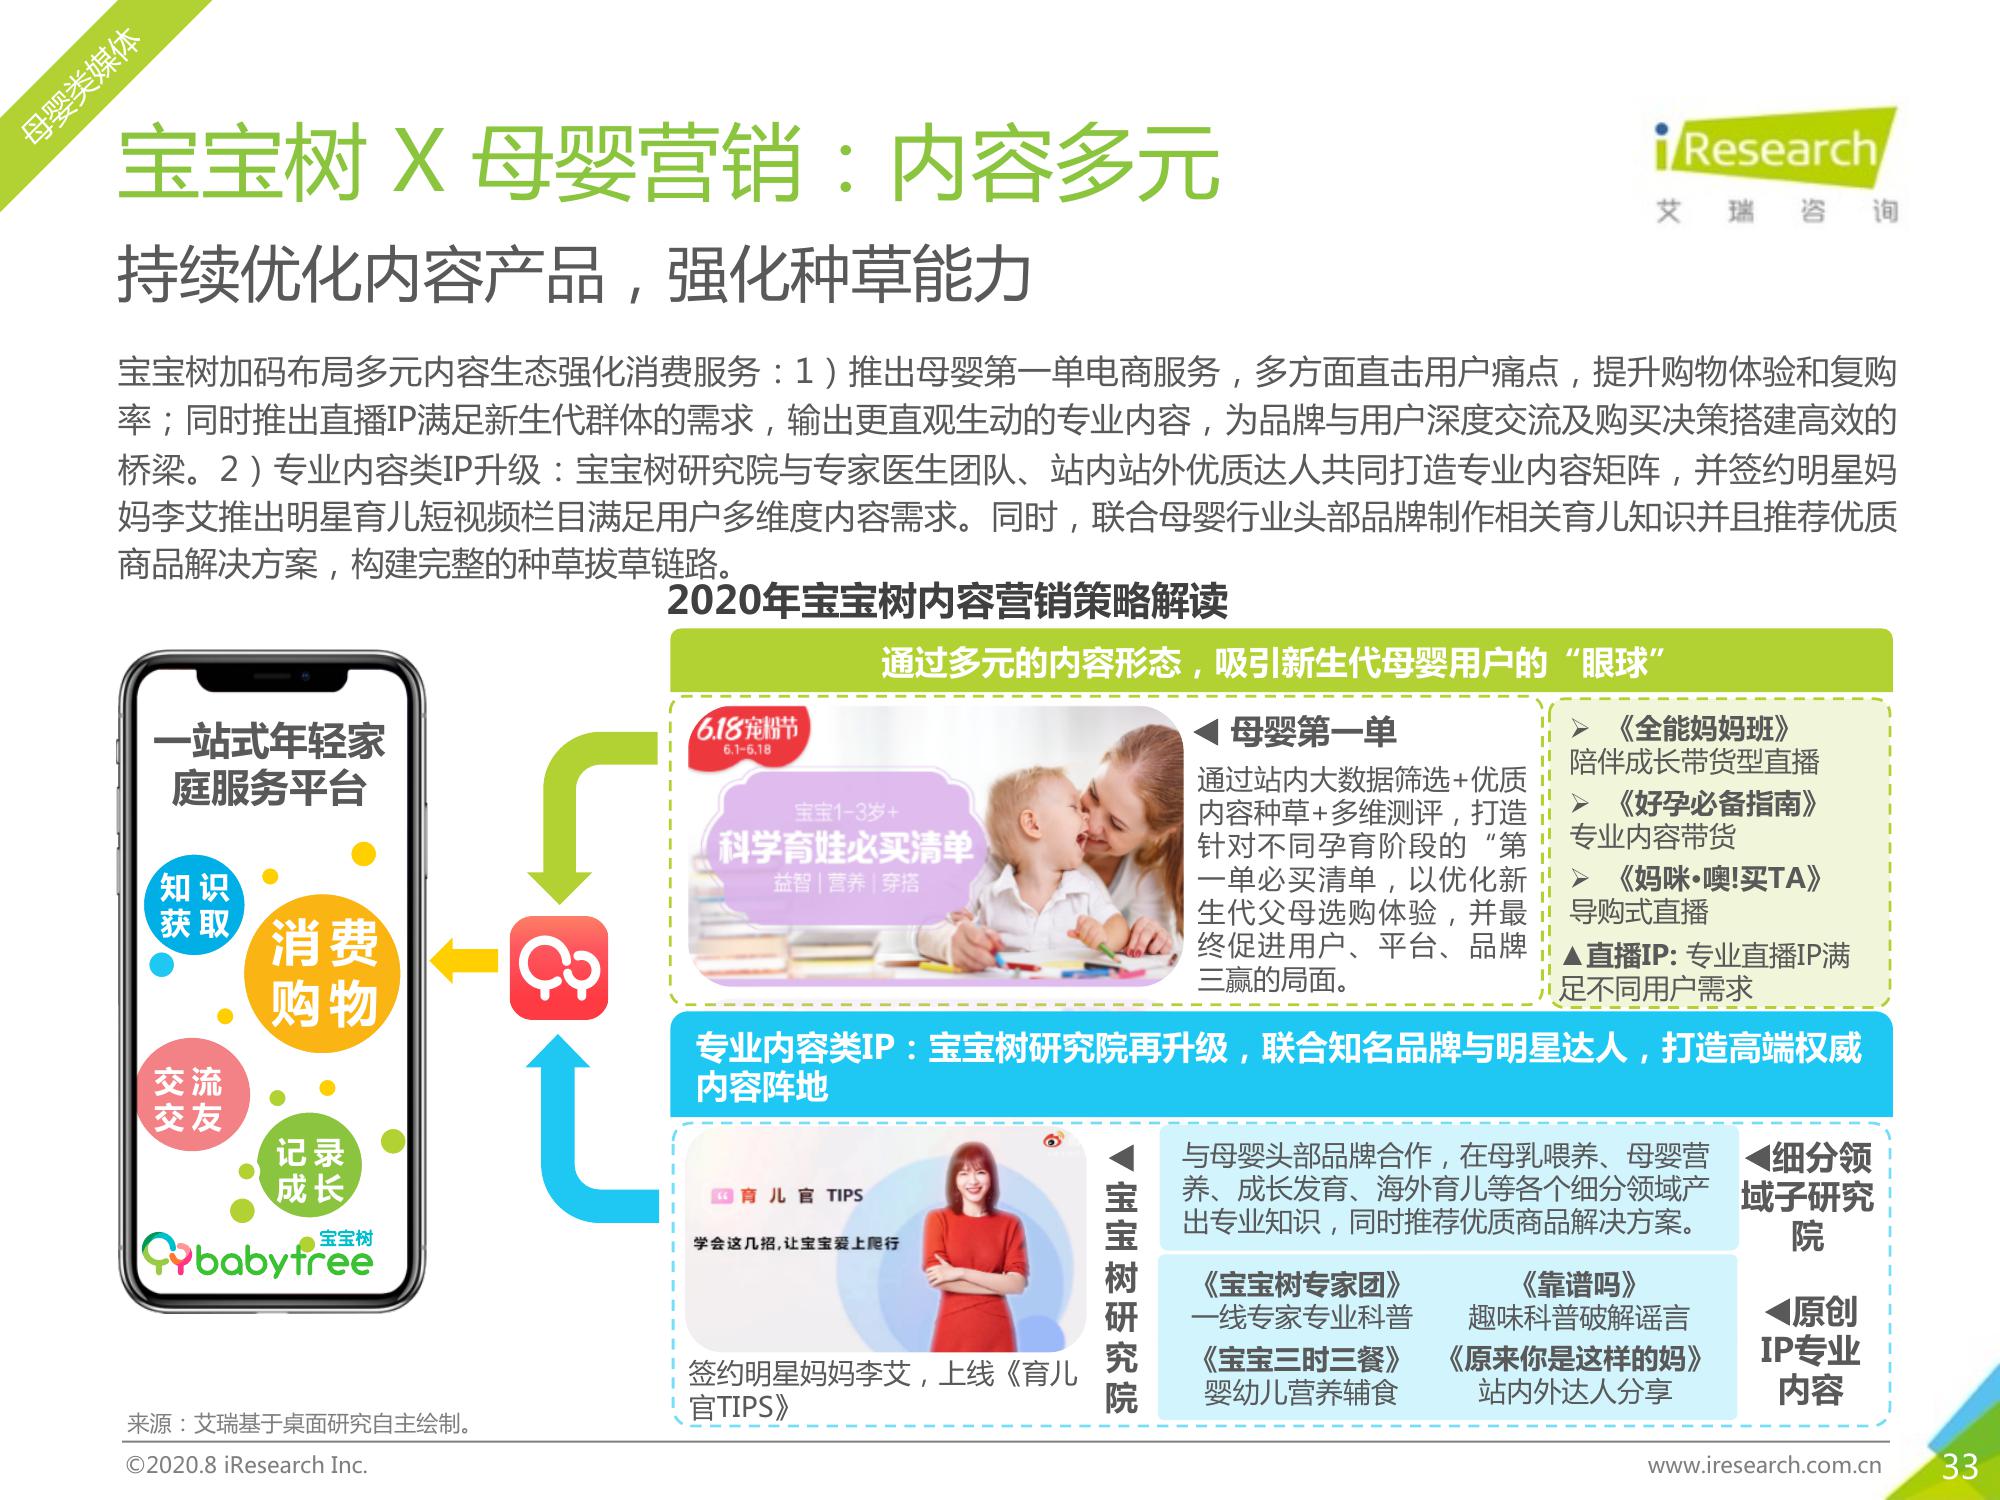 母婴类媒体
宝宝树 X 母婴营销：内容多元
iResearch
艾瑞咨询
持续优化内容产品，强化种草能力
宝宝树加码布局多元内容生态强化消费服务：1）推出母婴第一单电商服务，多方面直击用户痛点，提升购物体验和复购
率；同时推出直播IP满足新生代群体的需求，输出更直观生动的专业内容，为品牌与用户深度交流及购买决策搭建高效的
桥梁。2）专业内容类IP升级：宝宝树研究院与专家医生团队、站内站外优质达人共同打造专业内容矩阵，并签约明星妈
妈李艾推出明星育儿短视频栏目满足用户多维度内容需求。同时，联合母婴行业头部品牌制作相关育儿知识并且推荐优质
商品解决方案，构建完整的种草拔草链路。
2020年宝宝树内容营销策略解读
一站式年轻家
庭服务平台
知识
获取
消费
购物
交流
交友
记录
成长
宝宝树
babytree
通过多元的内容形态，吸引新生代母婴用户的“眼球”
6.18宠粉节
6.1-6.18
宝宝1-3岁+
科学育娃必买清单
益智|营养|穿搭
◀ 母婴第一单
通过站内大数据筛选+优质
内容种草+多维测评，打造
针对不同孕育阶段的“第
一单必买清单，以优化新
生代父母选购体验，并最
终促进用户、平台、品牌
三赢的局面。
➢ 《全能妈妈班》
陪伴成长带货型直播
➢ 《好孕必备指南》
专业内容带货
➢ 《妈咪•噢!买TA》
导购式直播
▲直播IP: 专业直播IP满
足不同用户需求
专业内容类IP：宝宝树研究院再升级，联合知名品牌与明星达人，打造高端权威
内容阵地
育儿官 TIPS
学会这几招,让宝宝爱上爬行
签约明星妈妈李艾，上线《育儿
官TIPS》
◀
宝
宝
树
研
究
院
与母婴头部品牌合作，在母乳喂养、母婴营
养、成长发育、海外育儿等各个细分领域产
出专业知识，同时推荐优质商品解决方案。
◀细分领
域子研究
院
《宝宝树专家团》 《靠谱吗》
一线专家专业科普 趣味科普破解谣言
《宝宝三时三餐》 《原来你是这样的妈》
婴幼儿营养辅食 站内外达人分享
◀原创
IP专业
内容
来源：艾瑞基于桌面研究自主绘制。
©2020.8 iResearch Inc.
www.iresearch.com.cn
33